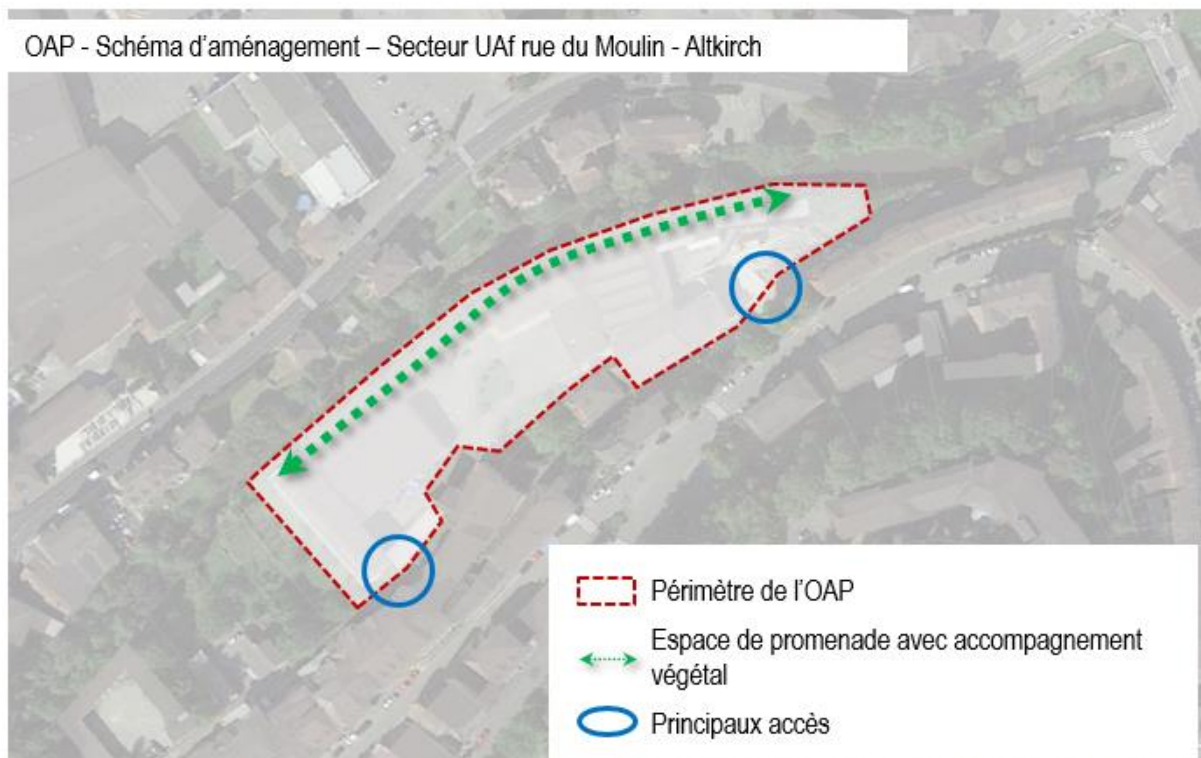 OAP - Schéma d’aménagement – Secteur UAf rue du Moulin - Altkirch
Périmètre de l’OAP
Espace de promenade avec accompagnement
végétal
Principaux accès